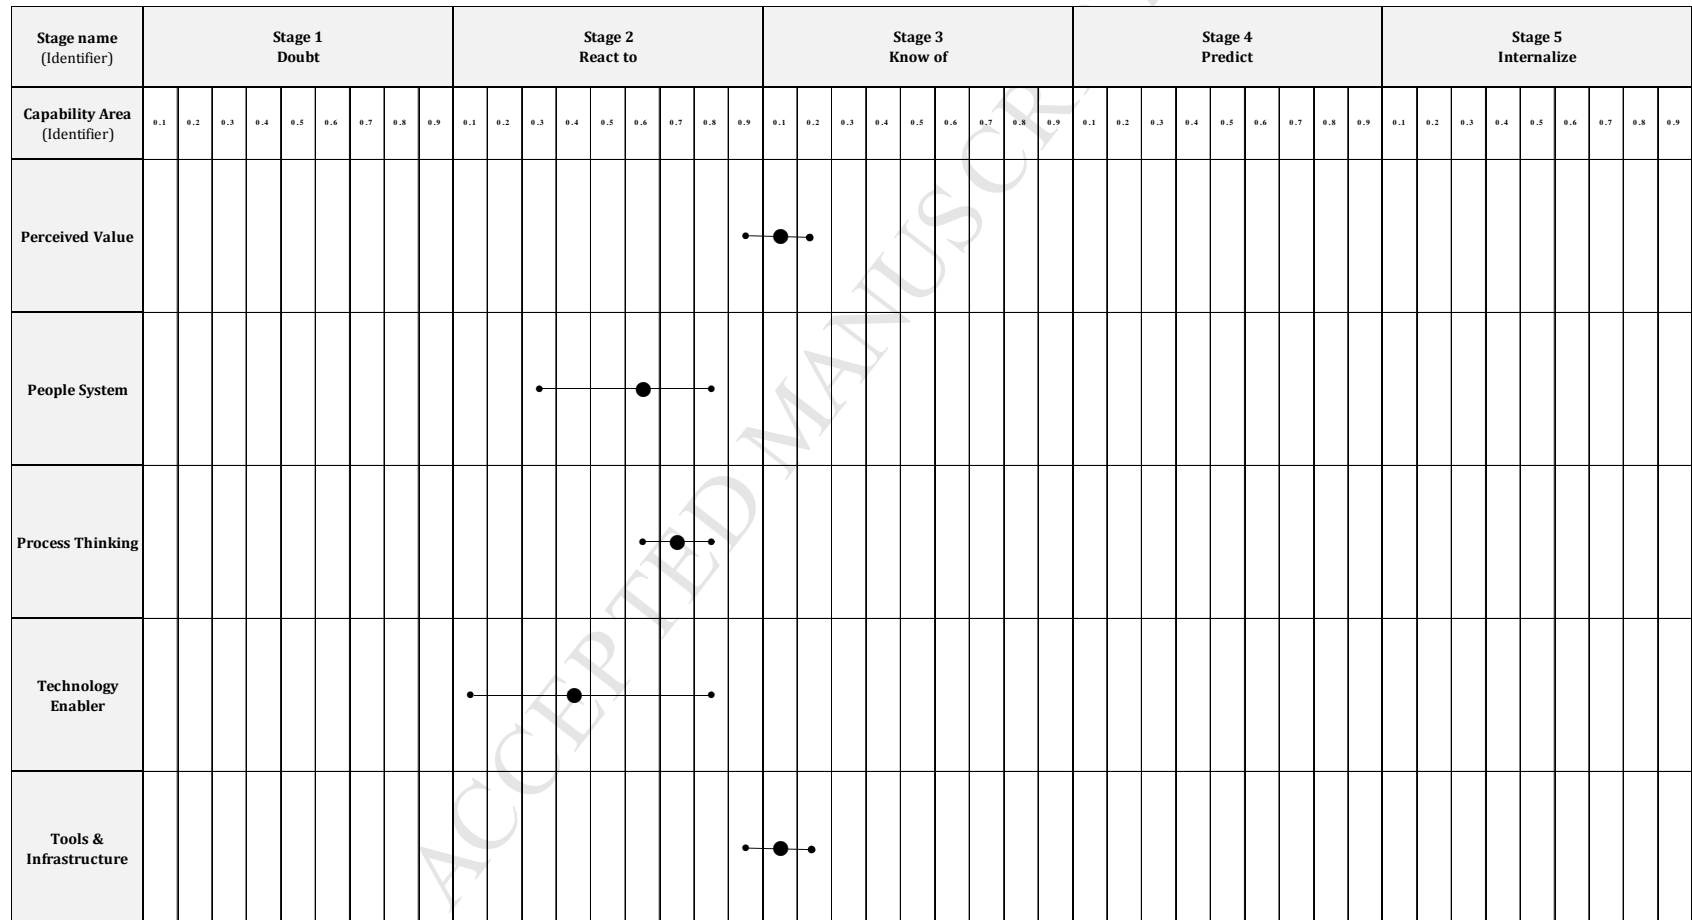 Stage name
(Identifier)
Stage 1
Doubt
Stage 2
React to
Stage 3
Know of
Stage 4
Predict
Stage 5
Internalize
Capability Area
(Identifier)
0.1 0.2 0.3 0.4 0.5 0.6 0.7 0.8 0.9 0.1 0.2 0.3 0.4 0.5 0.6 0.7 0.8 0.9 0.1 0.2 0.3 0.4 0.5 0.6 0.7 0.8 0.9 0.1 0.2 0.3 0.4 0.5 0.6 0.7 0.8 0.9 0.1 0.2 0.3 0.4 0.5 0.6 0.7 0.8 0.9
Perceived Value
People System
Process Thinking
Technology
Enabler
Tools &
Infrastructure
ACCEPTED MANUSCR